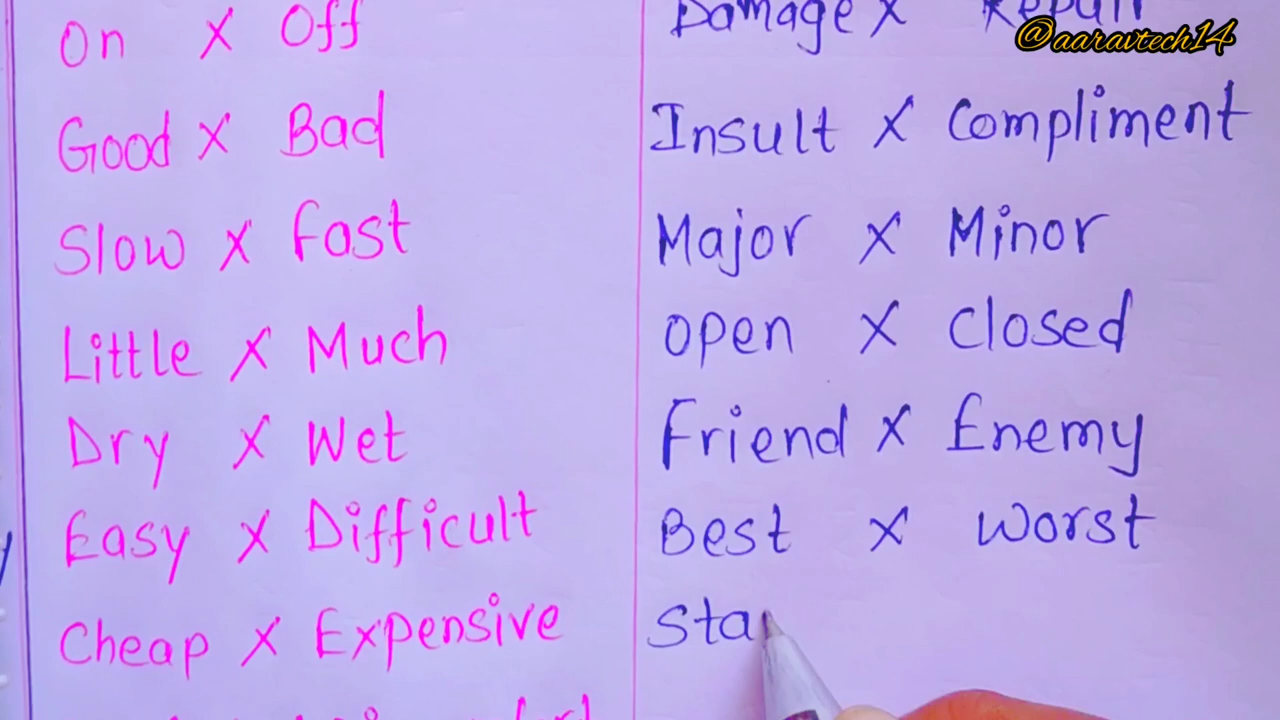 On X Off
Good X Bad
Slow X Fast
Little X Much
Dry X Wet
Easy X Difficult
Cheap X Expensive
Damage X Repair
@aaravtech14
Insult X Compliment
Major X Minor
Open X Closed
Friend X Enemy
Best X Worst
Sta